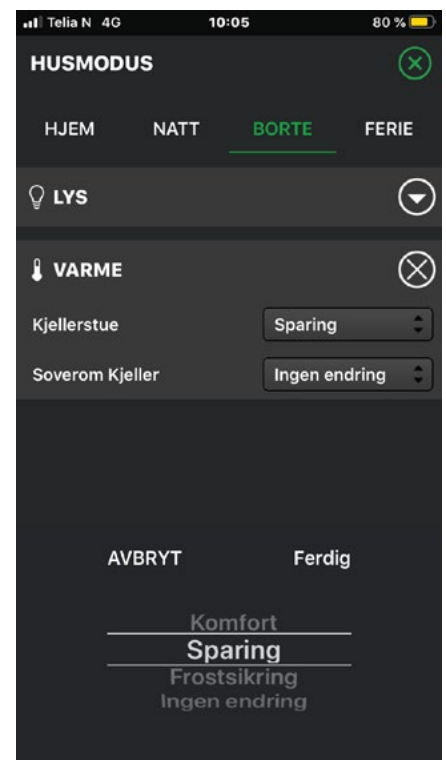 Telia N 4G 10:05 80 %
HUSMODUS
HJEM NATT BORTE FERIE
LYS
VARME
Kjellerstue Sparing
Soverom Kjeller Ingen endring
AVBRYT Ferdig
Komfort
Sparing
Frostsikring
Ingen endring